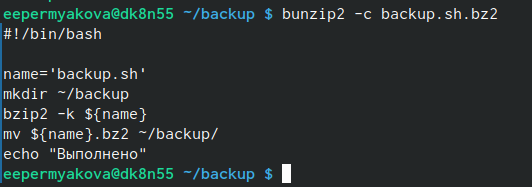 eepermyakova@dk8n55 ~/backup $ bunzip2 -c backup.sh.bz2
#!/bin/bash

name='backup.sh'
mkdir ~/backup
bzip2 -k ${name}
mv ${name}.bz2 ~/backup/
echo "Выполнено"
eepermyakova@dk8n55 ~/backup $